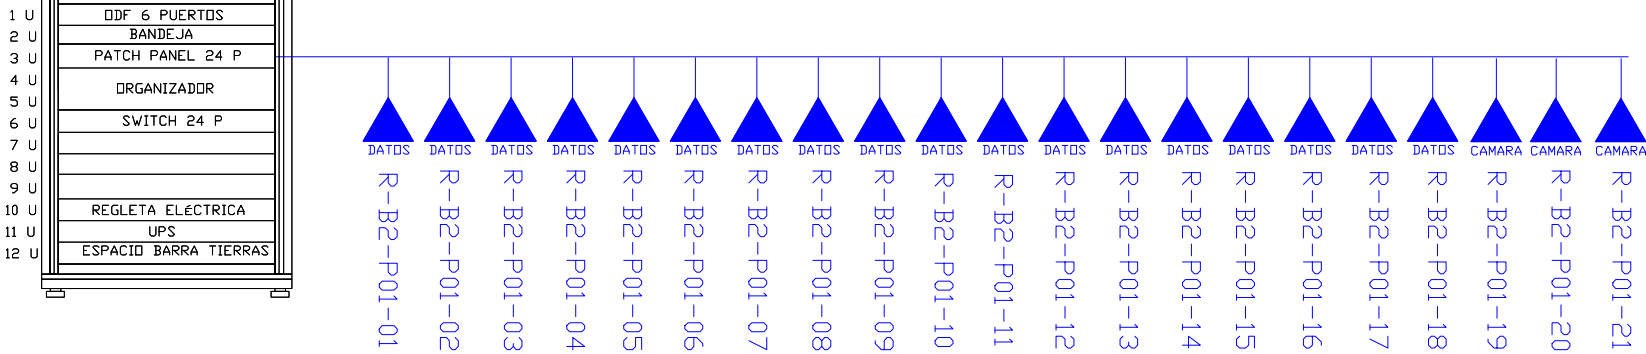 1 U ODF 6 PUERTOS
2 U BANDEJA
3 U PATCH PANEL 24 P
4 U
ORGANIZADOR
5 U
6 U SWITCH 24 P
7 U
8 U
9 U
10 U REGLETA ELéCTRICA
11 U UPS
12 U ESPACIO BARRA TIERRAS
DATOS DATOS DATOS DATOS DATOS DATOS DATOS DATOS DATOS DATOS DATOS DATOS DATOS DATOS DATOS DATOS DATOS DATOS CAMARA CAMARA CAMARA
R-B2-P01-01
R-B2-P01-02
R-B2-P01-03
R-B2-P01-04
R-B2-P01-05
R-B2-P01-06
R-B2-P01-07
R-B2-P01-08
R-B2-P01-09
R-B2-P01-10
R-B2-P01-11
R-B2-P01-12
R-B2-P01-13
R-B2-P01-14
R-B2-P01-15
R-B2-P01-16
R-B2-P01-17
R-B2-P01-18
R-B2-P01-19
R-B2-P01-20
R-B2-P01-21